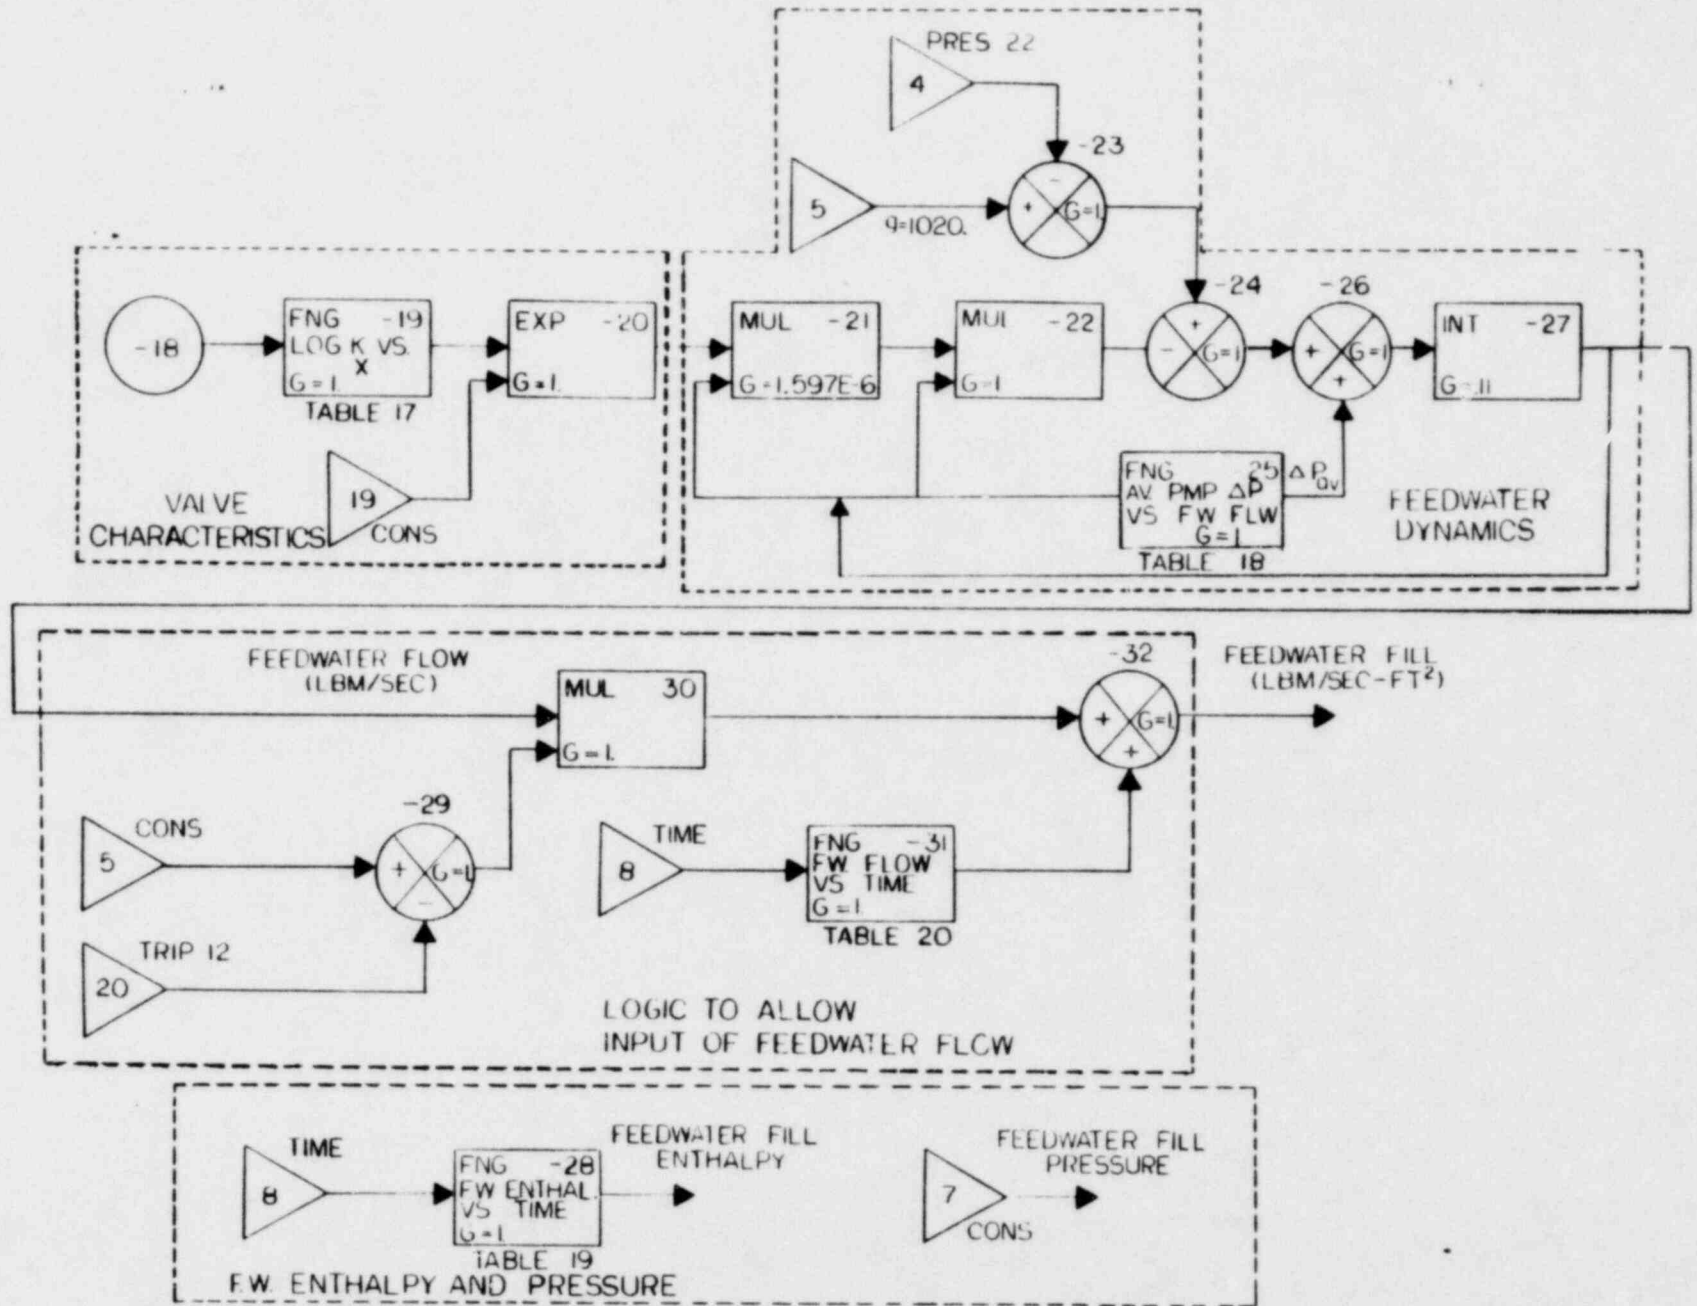 PRES 22
4
-23
-
5
+
G=1.
9=1020.
-24
-26
-18
FNG -19
LOG K VS.
X
G=1.
TABLE 17
EXP -20
G=1.
MUL -21
G=1.597E-6
MUL -22
G=1
+
-
G=1
+
G=1
+
INT -27
G=.11
19
CONS
VALVE
CHARACTERISTICS
FNG 25
AV. PMP ΔP
VS FW FLW
G=1.
TABLE 18
ΔPav
FEEDWATER
DYNAMICS
FEEDWATER FLOW
(LBM/SEC)
MUL 30
G=1.
-32
+
G=1.
+
FEEDWATER FILL
(LBM/SEC-FT²)
CONS
5
-29
+
G=1.
-
TRIP 12
20
TIME
8
FNG -31
FW. FLOW
VS TIME
G=1.
TABLE 20
LOGIC TO ALLOW
INPUT OF FEEDWATER FLOW
TIME
8
FNG -28
FW ENTHAL.
VS TIME
G=1.
TABLE 19
FEEDWATER FILL
ENTHALPY
7
CONS
FEEDWATER FILL
PRESSURE
F.W. ENTHALPY AND PRESSURE